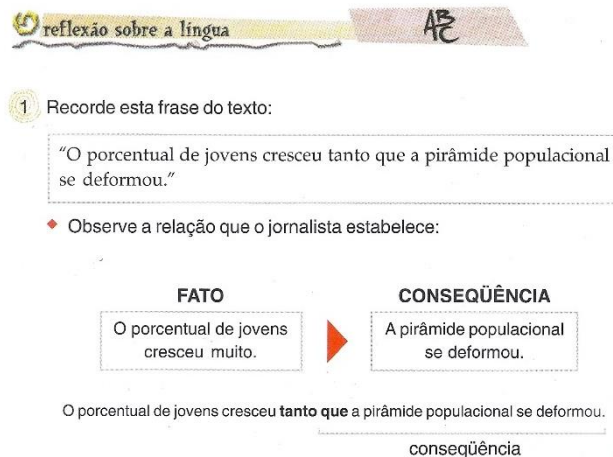 reflexão sobre a língua
ABC
1 Recorde esta frase do texto:
“O porcentual de jovens cresceu tanto que a pirâmide populacional
se deformou.”
Observe a relação que o jornalista estabelece:
FATO
O porcentual de jovens
cresceu muito.
CONSEQÜÊNCIA
A pirâmide populacional
se deformou.
O porcentual de jovens cresceu tanto que a pirâmide populacional se deformou.
conseqüência